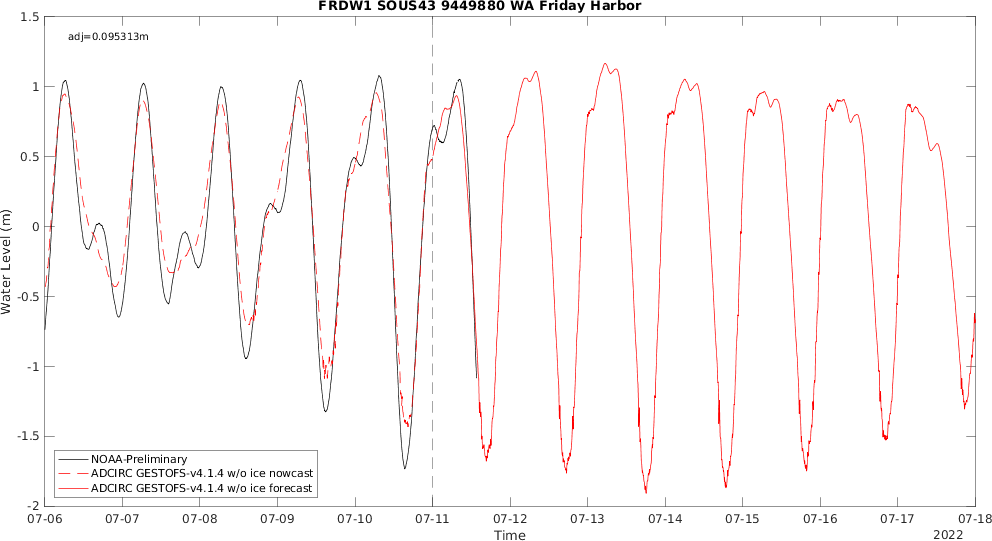 FRDW1 SOUS43 9449880 WA Friday Harbor
adj=0.095313m
1.5
1
0.5
0
-0.5
-1
-1.5
-2
Water Level (m)
NOAA-Preliminary
ADCIRC GESTOFS-v4.1.4 w/o ice nowcast
ADCIRC GESTOFS-v4.1.4 w/o ice forecast
07-06 07-07 07-08 07-09 07-10 07-11 07-12 07-13 07-14 07-15 07-16 07-17 07-18
Time
2022